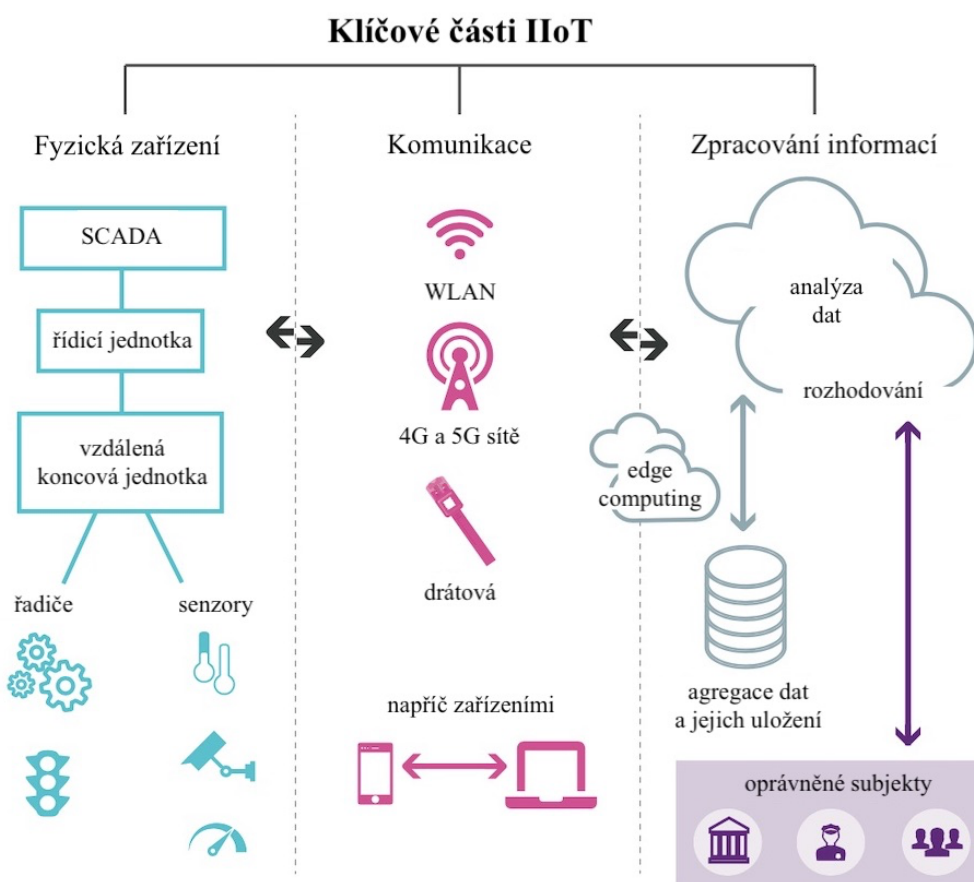 Klíčové části IIoT
Fyzická zařízení
SCADA
řídicí jednotka
vzdálená
koncová jednotka
řadiče
senzory
Komunikace
WLAN
4G a 5G sítě
drátová
napříč zařízeními
Zpracování informací
analýza
dat
rozhodování
edge
computing
agregace dat
a jejich uložení
oprávněné subjekty